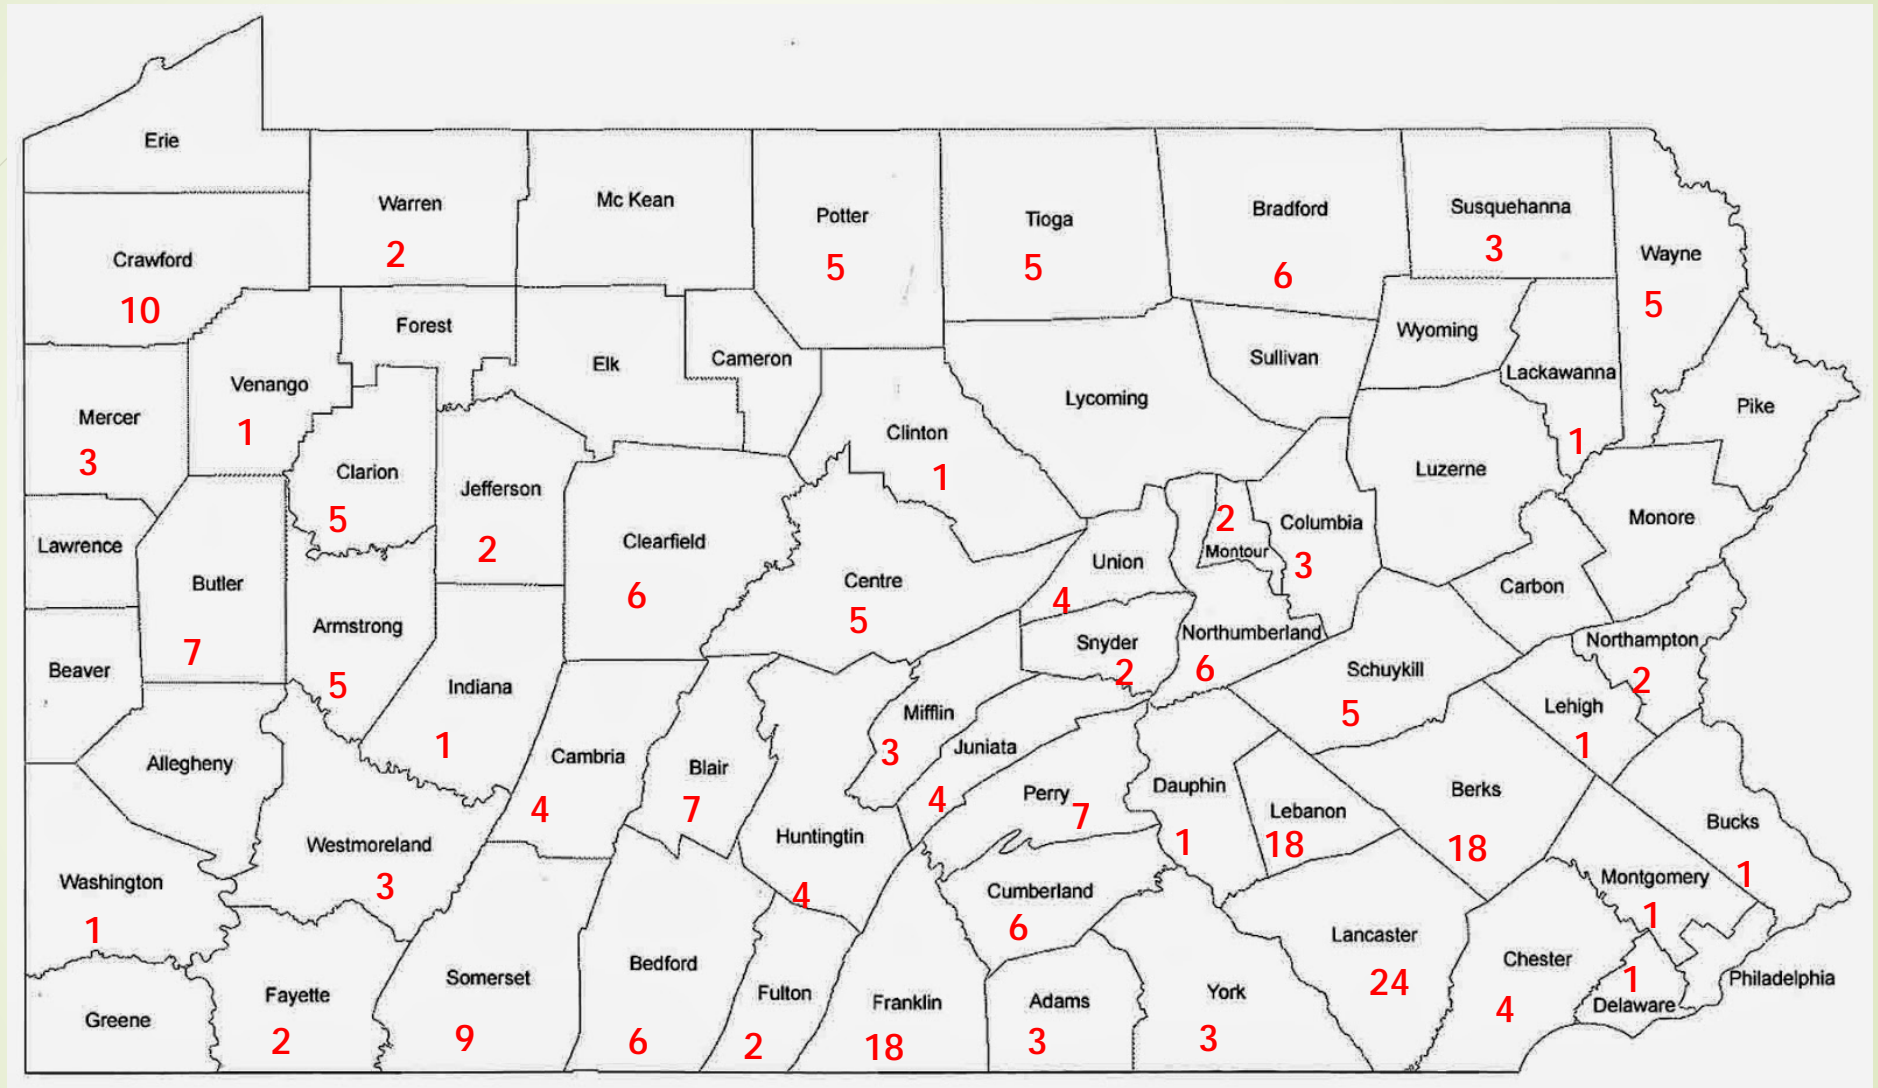 Erie
Warren
2
Mc Kean
Potter
5
Tioga
5
Bradford
6
Susquehanna
3
Wayne
5
Crawford
10
Forest
Elk
Cameron
Sullivan
Wyoming
Lackawanna
1
Pike
Mercer
3
Venango
1
Clarion
5
Jefferson
2
Clearfield
6
Clinton
1
Lycoming
Luzerne
Monore
Lawrence
Butler
7
Armstrong
5
Centre
5
Union
4
Montour
2
Columbia
3
Carbon
Beaver
Indiana
1
Snyder
2
Northumberland
6
Schuykill
5
Northampton
2
Lehigh
1
Allegheny
Westmoreland
3
Cambria
4
Blair
7
Huntingtin
4
Mifflin
3
Juniata
4
Perry
7
Dauphin
1
Lebanon
18
Berks
18
Bucks
1
Washington
1
Cumberland
6
Montgomery
1
Greene
Fayette
2
Somerset
9
Bedford
6
Fulton
2
Franklin
18
Adams
3
York
3
Lancaster
24
Chester
4
Delaware
1
Philadelphia